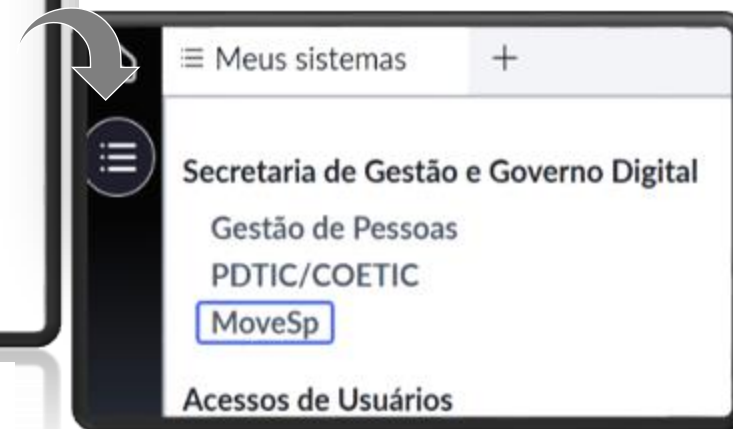 Meus sistemas +
Secretaria de Gestão e Governo Digital
Gestão de Pessoas
PDTIC/COETIC
MoveSp
Acessos de Usuários